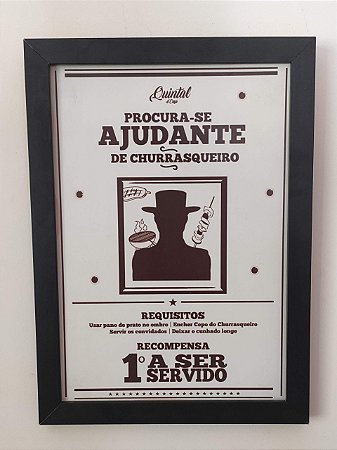 Quintal
PROCURA-SE
AJUDANTE
DE CHURRASQUEIRO
REQUISITOS
Usar pano de prato no ombro | Encher Copo do Churrasqueiro
Servir os convidados | Deixar o cunhado longe
RECOMPENSA
1º A SER
SERVIDO